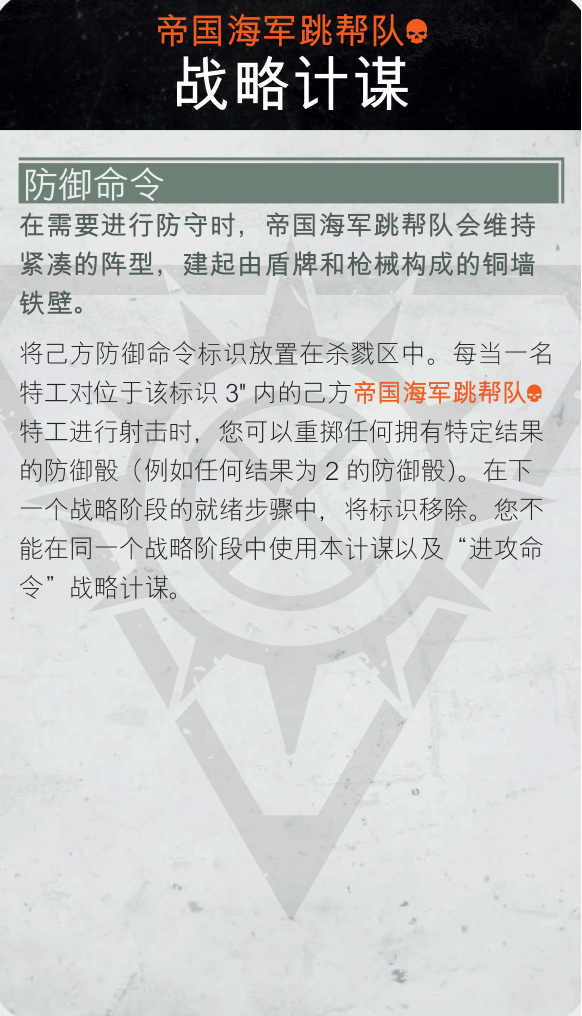 帝国海军跳帮队
战略计谋
防御命令
在需要进行防守时，帝国海军跳帮队会维持
紧凑的阵型，建起由盾牌和枪械构成的铜墙
铁壁。
将己方防御命令标识放置在杀戮区中。每当一名
特工对位于该标识 3" 内的己方帝国海军跳帮队
特工进行射击时，您可以重掷任何拥有特定结果
的防御骰（例如任何结果为 2 的防御骰）。在下
一个战略阶段的就绪步骤中，将标识移除。您不
能在同一个战略阶段中使用本计谋以及“进攻命
令”战略计谋。